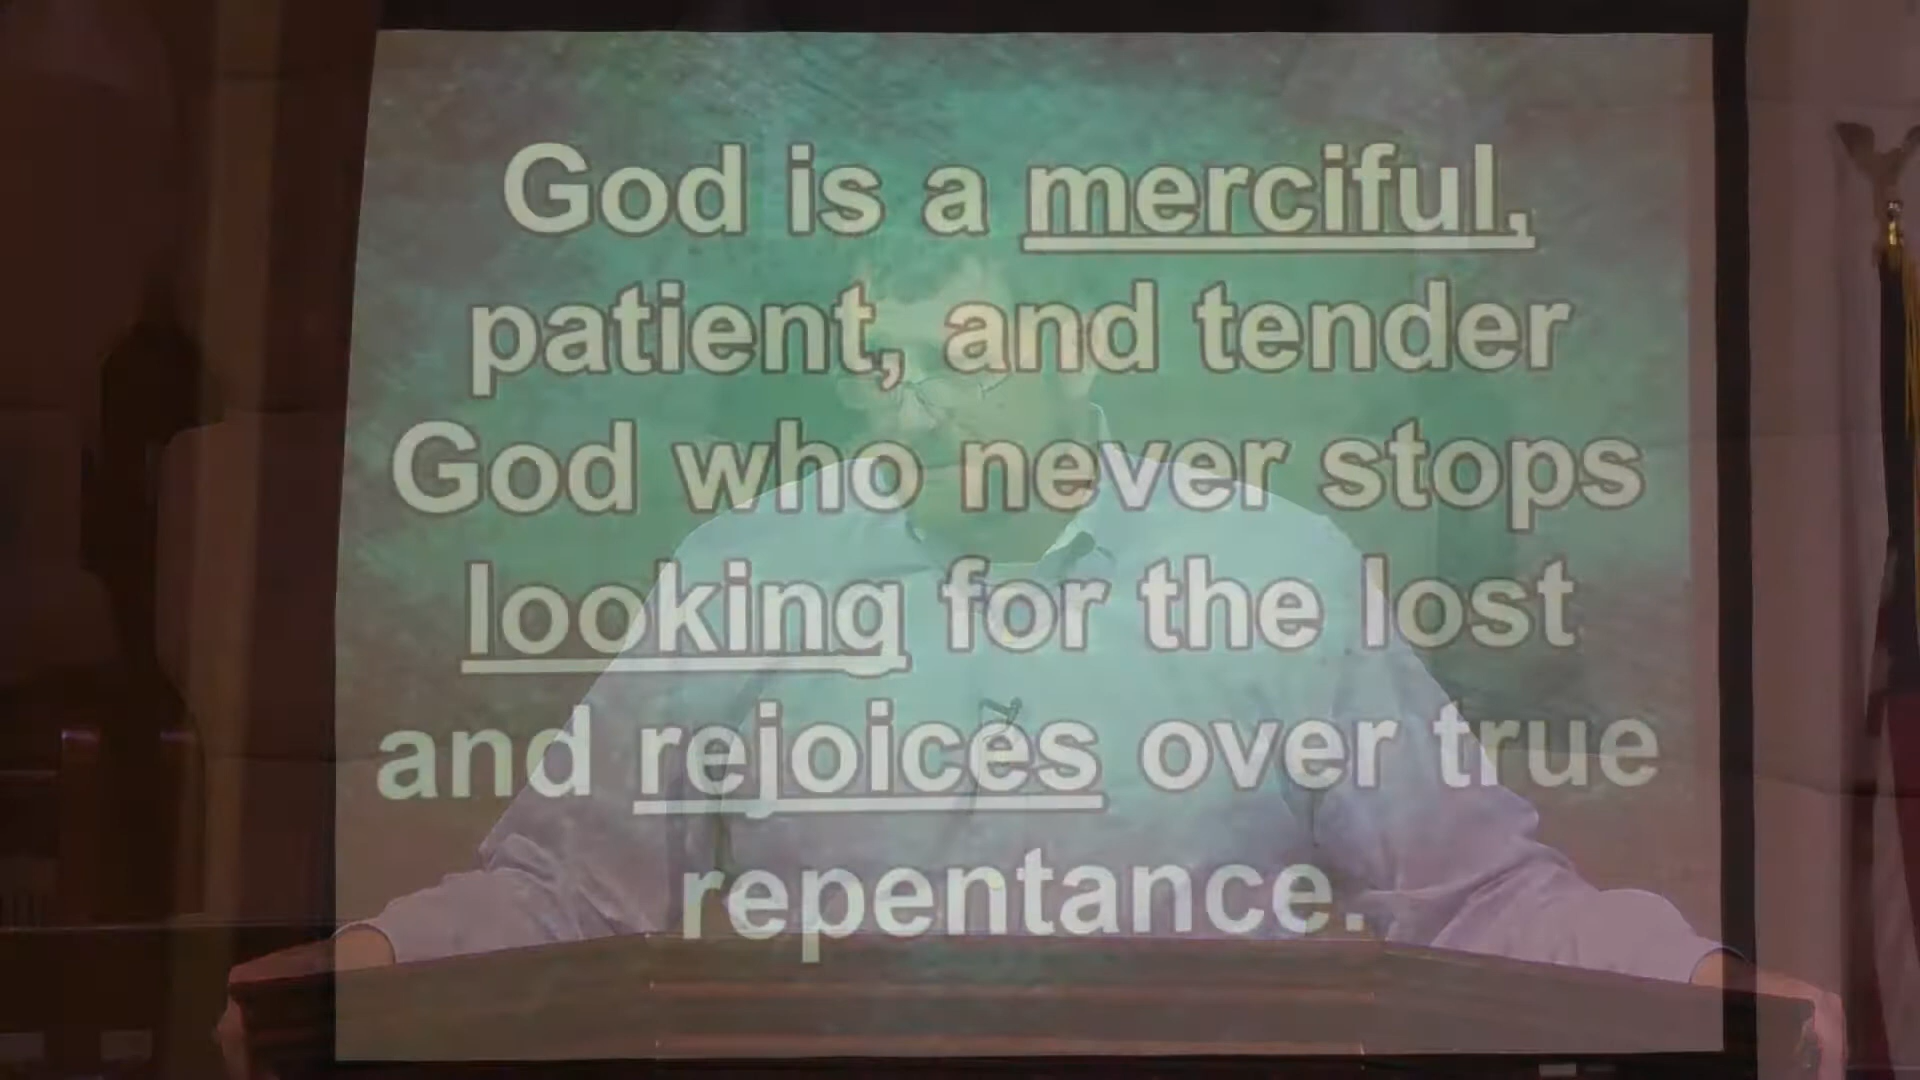 God is a merciful,
patient, and tender
God who never stops
looking for the lost
and rejoices over true
repentance.